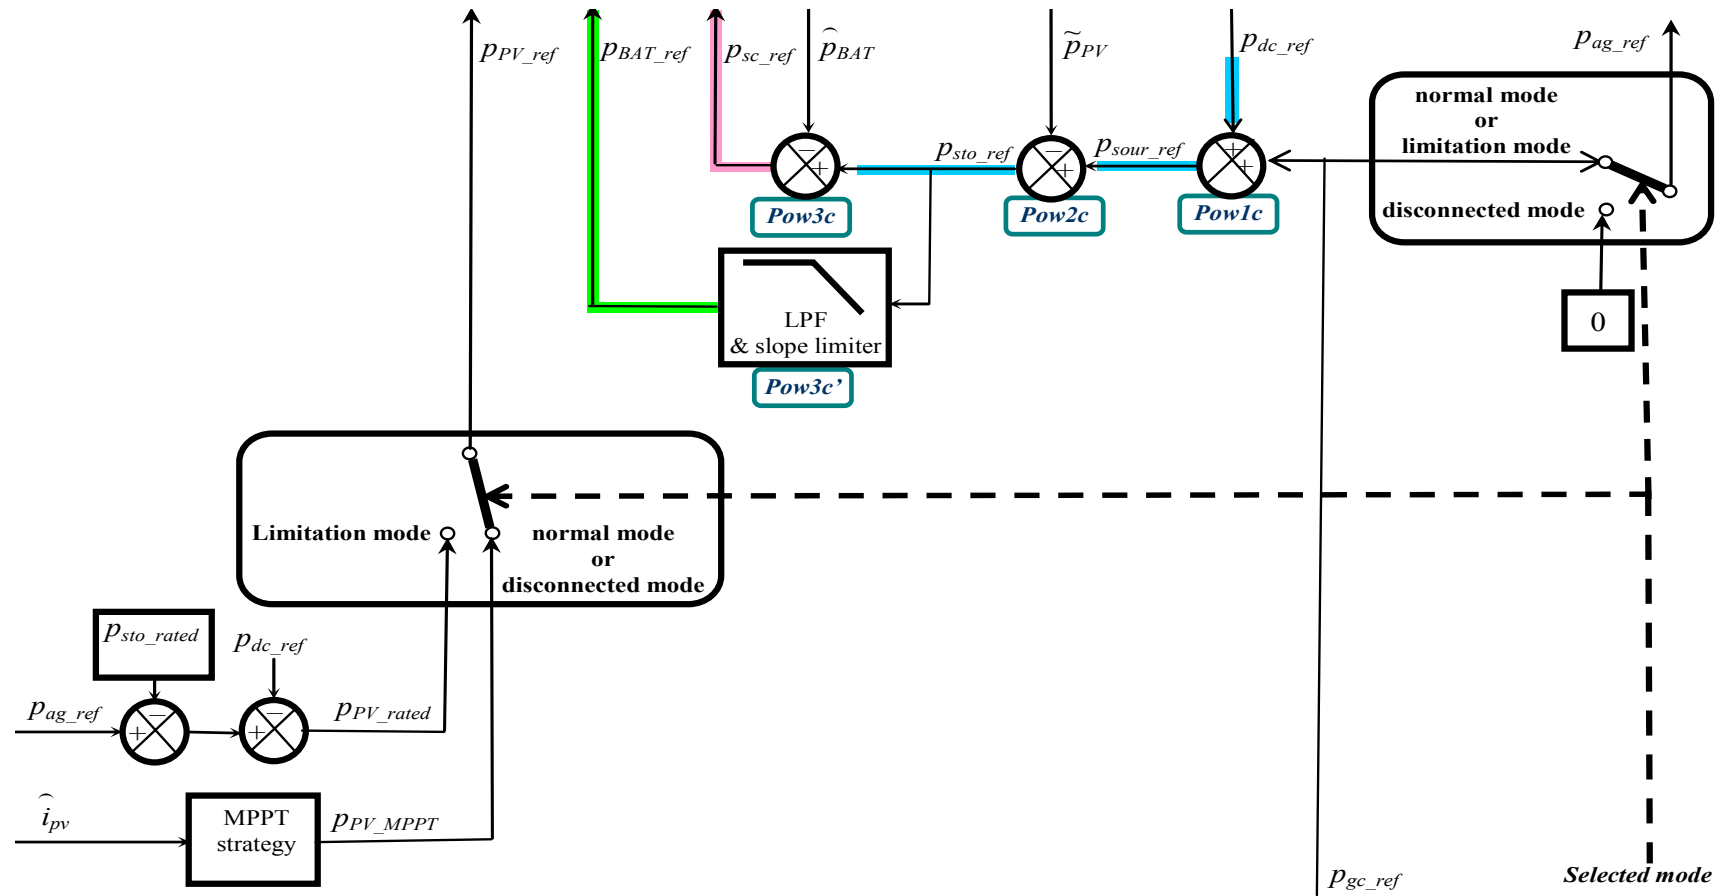 p_PV_ref
p_BAT_ref
p_sc_ref
p̂_BAT
p̃_PV
p_dc_ref
p_ag_ref
normal mode
or
limitation mode
disconnected mode
0
p_sto_ref
p_sour_ref
−
+
−
+
+
+
Pow3c
Pow2c
Pow1c
LPF
& slope limiter
Pow3c’
Limitation mode
normal mode
or
disconnected mode
p_sto_rated
p_dc_ref
p_ag_ref
−
+
−
+
p_PV_rated
î_pv
MPPT
strategy
p_PV_MPPT
p_gc_ref
Selected mode